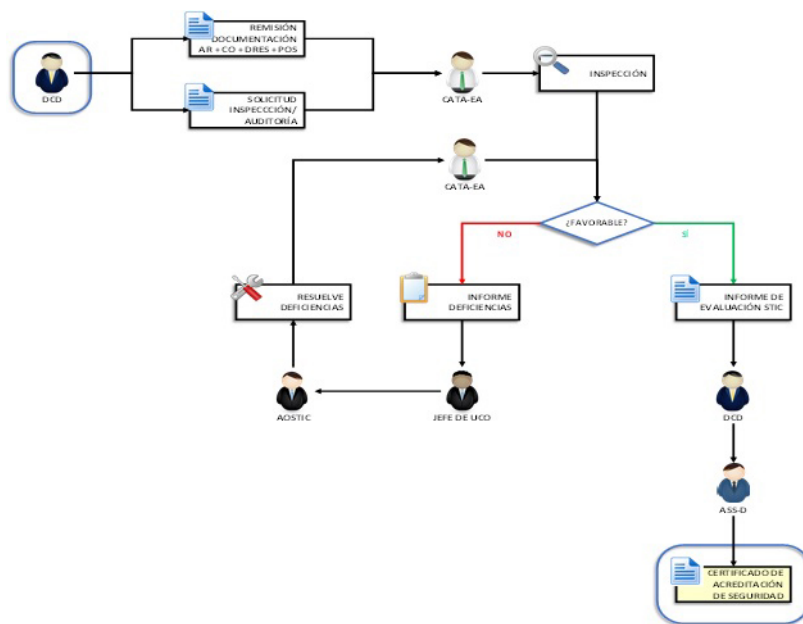 REMISIÓN
DOCUMENTACIÓN
AR + CO + DRES + POS
DCD
SOLICITUD
INSPECCCIÓN/
AUDITORÍA
CATA-EA
INSPECCIÓN
CATA-EA
¿FAVORABLE?
NO
SÍ
RESUELVE
DEFICIENCIAS
INFORME
DEFICIENCIAS
INFORME DE
EVALUACIÓN STIC
AOSTIC
JEFE DE UCO
DCD
ASS-D
CERTIFICADO DE
ACREDITACIÓN
DE SEGURIDAD